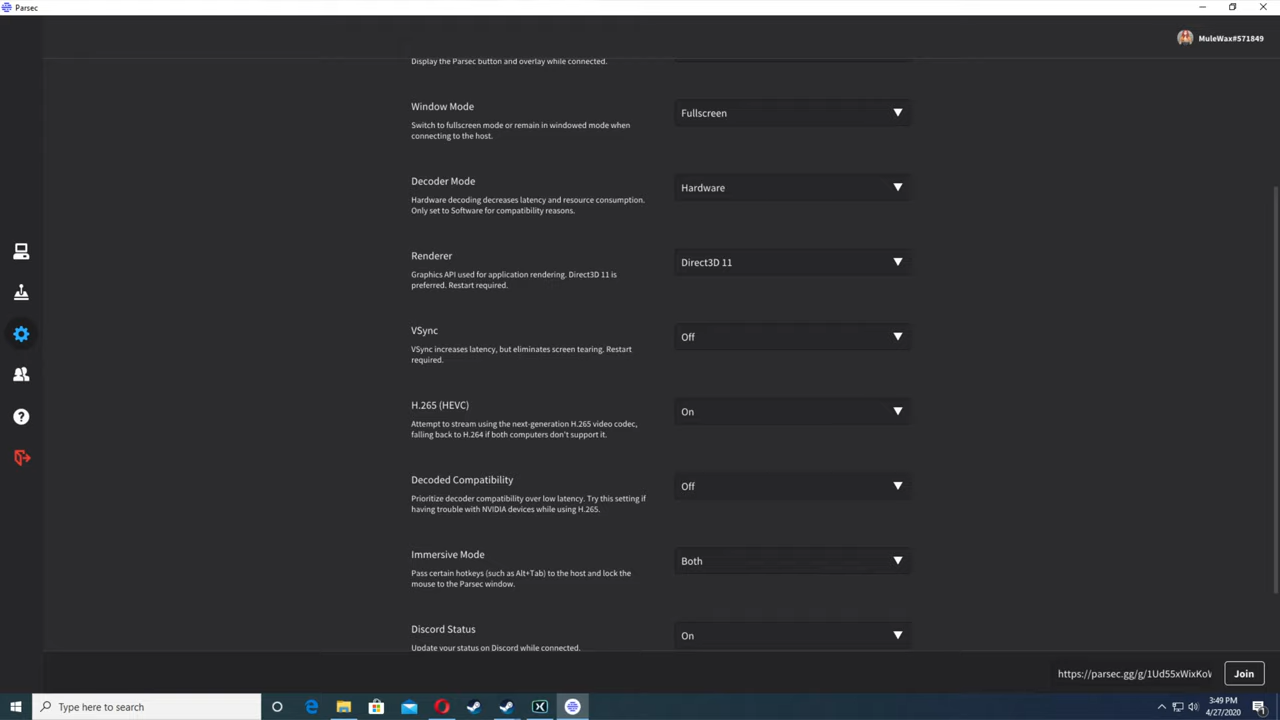 Parsec
MuleWax#571849
Display the Parsec button and overlay while connected.
Window Mode
Fullscreen
Switch to fullscreen mode or remain in windowed mode when
connecting to the host.
Decoder Mode
Hardware
Hardware decoding decreases latency and resource consumption.
Only set to Software for compatibility reasons.
Renderer
Direct3D 11
Graphics API used for application rendering. Direct3D 11 is
preferred. Restart required.
VSync
Off
VSync increases latency, but eliminates screen tearing. Restart
required.
H.265 (HEVC)
On
Attempt to stream using the next-generation H.265 video codec,
falling back to H.264 if both computers don't support it.
Decoded Compatibility
Off
Prioritize decoder compatibility over low latency. Try this setting if
having trouble with NVIDIA devices while using H.265.
Immersive Mode
Both
Pass certain hotkeys (such as Alt+Tab) to the host and lock the
mouse to the Parsec window.
Discord Status
On
Update your status on Discord while connected.
https://parsec.gg/g/1Ud55xWixKoW
Join
Type here to search
3:49 PM
4/27/2020